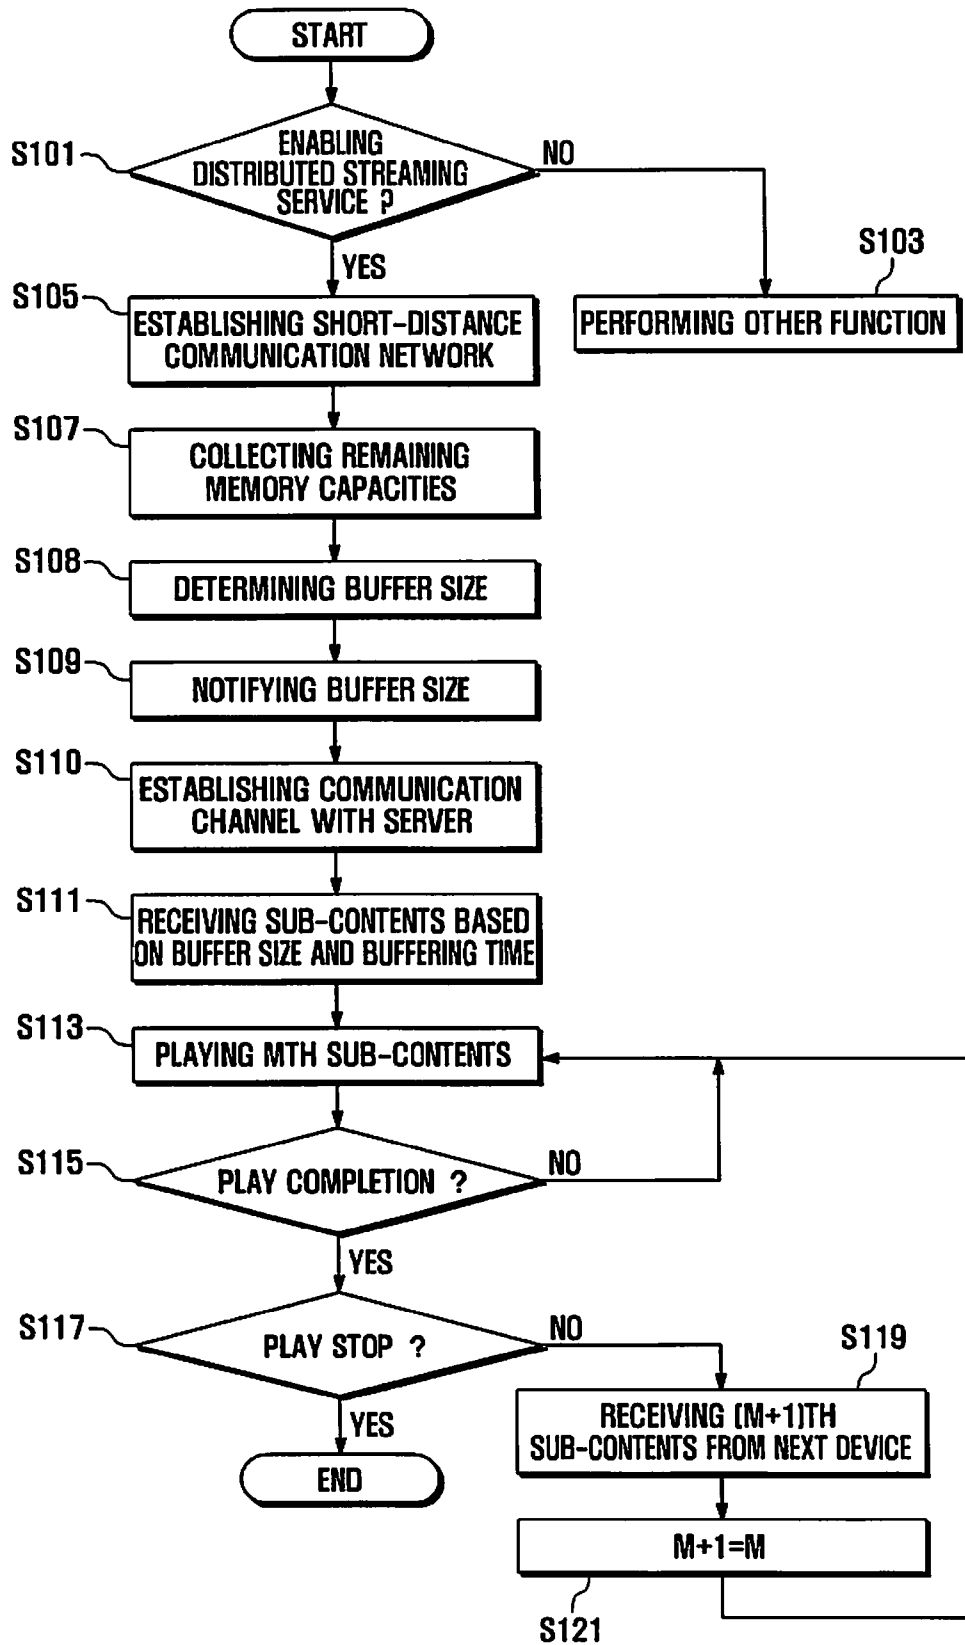 START
S101
ENABLING
DISTRIBUTED STREAMING
SERVICE ?
NO
YES
S103
PERFORMING OTHER FUNCTION
S105
ESTABLISHING SHORT-DISTANCE
COMMUNICATION NETWORK
S107
COLLECTING REMAINING
MEMORY CAPACITIES
S108
DETERMINING BUFFER SIZE
S109
NOTIFYING BUFFER SIZE
S110
ESTABLISHING COMMUNICATION
CHANNEL WITH SERVER
S111
RECEIVING SUB-CONTENTS BASED
ON BUFFER SIZE AND BUFFERING TIME
S113
PLAYING MTH SUB-CONTENTS
S115
PLAY COMPLETION ?
NO
YES
S117
PLAY STOP ?
NO
YES
END
S119
RECEIVING (M+1)TH
SUB-CONTENTS FROM NEXT DEVICE
M+1=M
S121